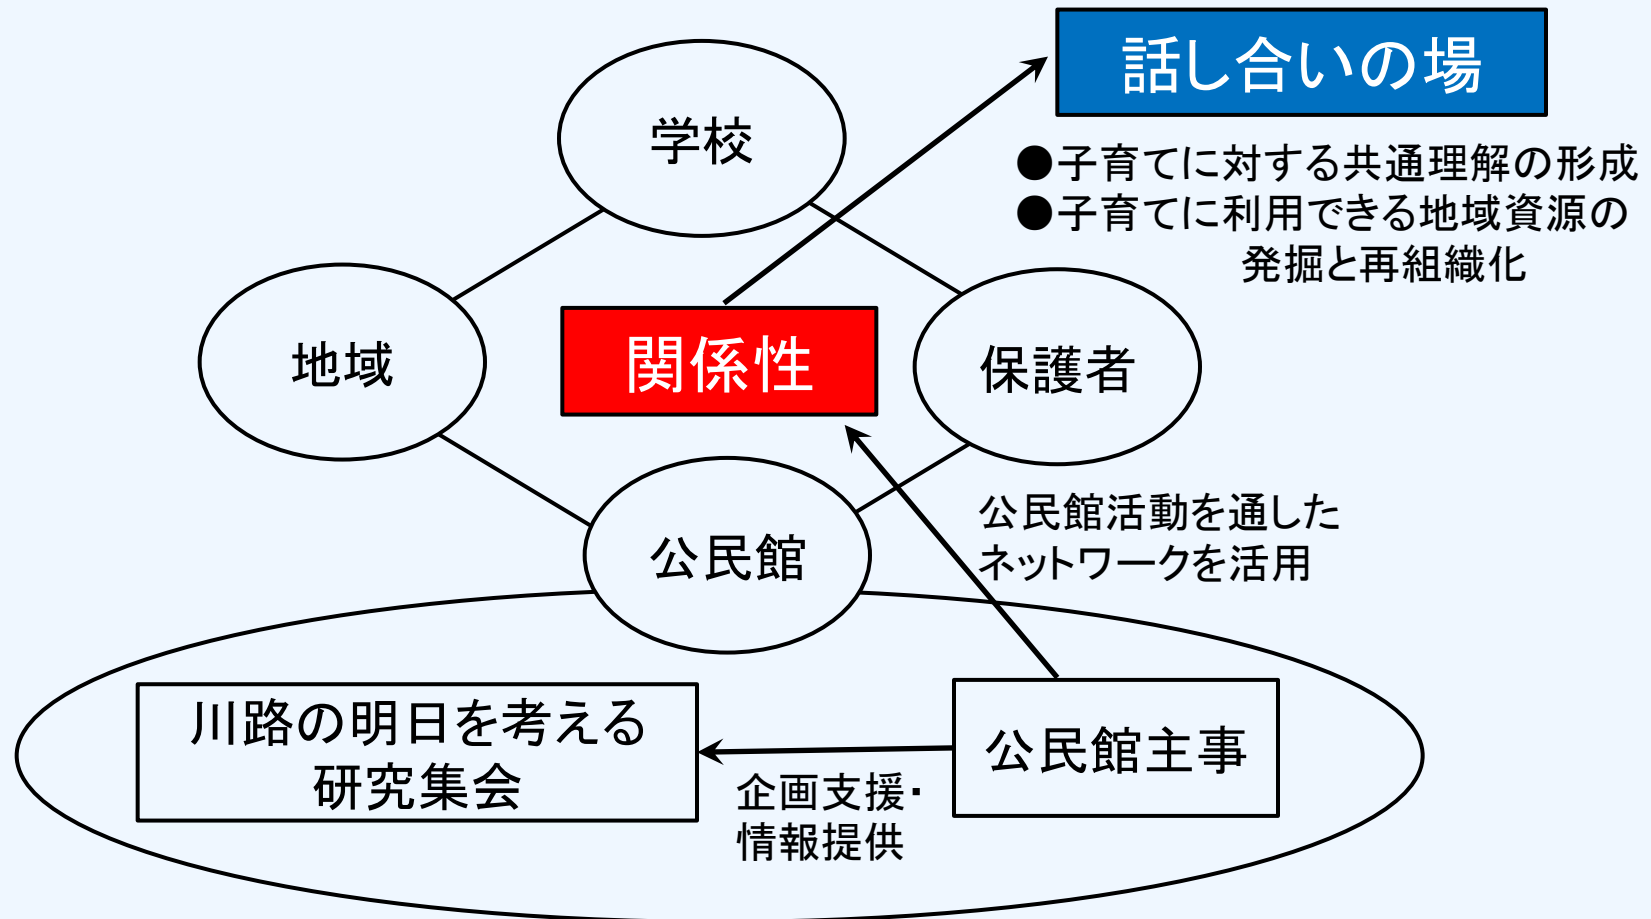 話し合いの場
学校
●子育てに対する共通理解の形成
●子育てに利用できる地域資源の
発掘と再組織化
地域
関係性
保護者
公民館活動を通した
ネットワークを活用
公民館
川路の明日を考える
研究集会
公民館主事
企画支援・
情報提供